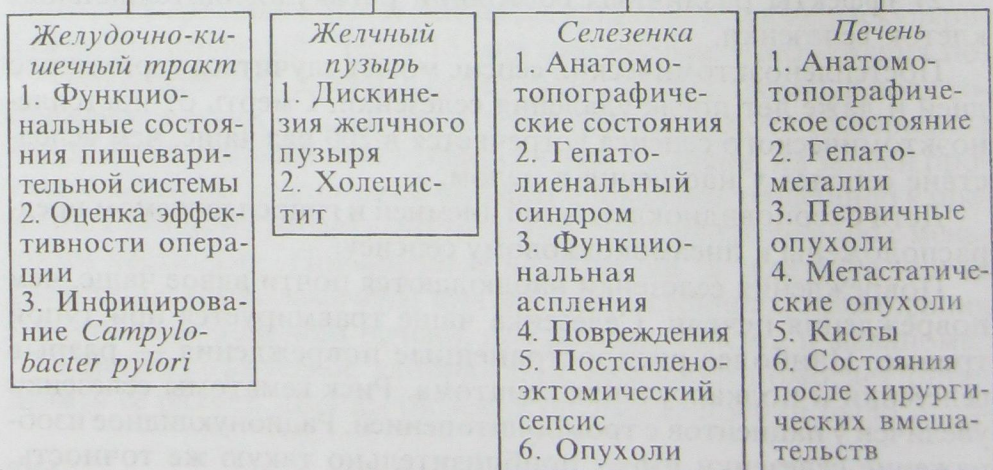 Желудочно-ки-
шечный тракт
1. Функцио-
нальные состоя-
ния пищевари-
тельной системы
2. Оценка эффек-
тивности опера-
ции
3. Инфицирова-
ние Campylo-
bacter pylori
Желчный
пузырь
1 Дискине-
зия желчного
пузыря
2. Холецис-
тит
Селезенка
1. Анатомо-
топографиче-
ские состояния
2. Гепато-
лиенальный
синдром
3. Функцио-
нальная
аспления
4. Повреждения
5. Постсплено-
эктомический
сепсис
6. Опухоли
Печень
1. Анатомо-
топографиче-
ское состояние
2. Гепато-
мегалии
3. Первичные
опухоли
4. Метастатиче-
ские опухоли
5. Кисты
6. Состояния
после хирурги-
ческих вмеша-
тельств